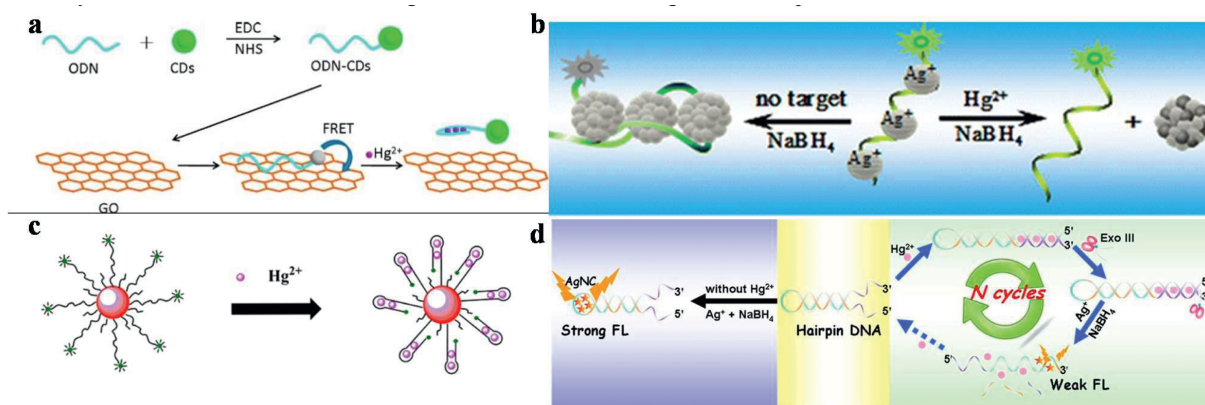 a
EDC
ODN + CDs NHS ODN-CDs
FRET
Hg²⁺
GO
b
Ag⁺
no target
NaBH₄
Ag⁺
Hg²⁺
NaBH₄
+
Ag⁺
c
Hg²⁺
d
AgNC
3'
5'
Strong FL
without Hg²⁺
Ag⁺ + NaBH₄
3'
5'
Hairpin DNA
Hg²⁺
5'
3'
Exo III
N cycles
5'
3'
Ag⁺
NaBH₄
5'
3'
Weak FL